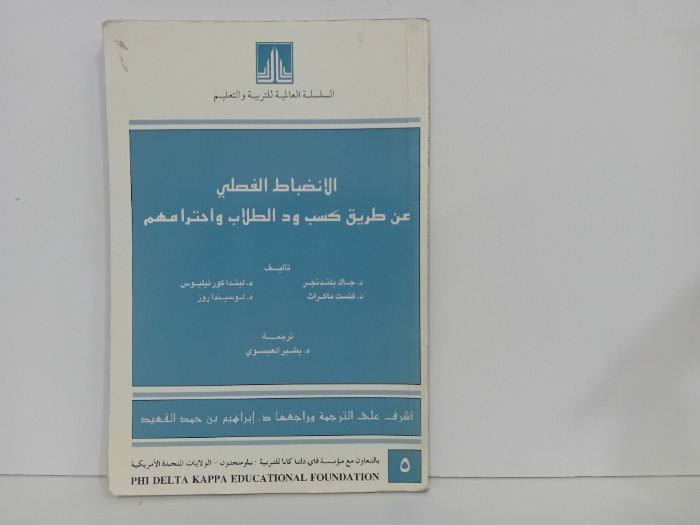 السلسلة العالمية للتربية والتعليم
الانضباط الفصلي
عن طريق كسب ود الطلاب واحترامهم
تأليف
د. جاك بلندنجر د. ليندا كورنيليوس
د. فنست ماكراث د. لوسيندا روز
ترجمة
د. بشير العيسوي
أشرف على الترجمة وراجعها د. إبراهيم بن حمد القعيد
بالتعاون مع مؤسسة فاي دلتا كابا للتربية : بلومنجتون - الولايات المتحدة الأمريكية
PHI DELTA KAPPA EDUCATIONAL FOUNDATION
٥